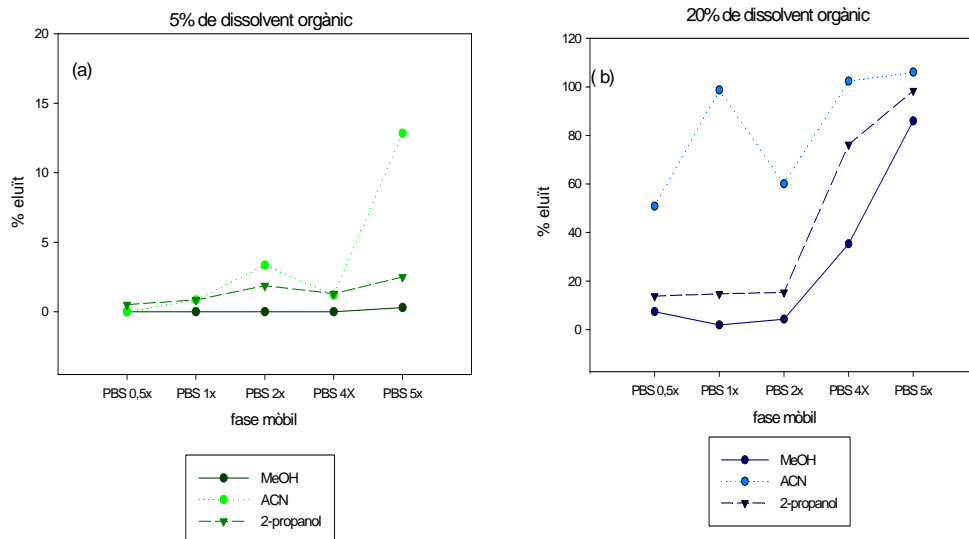 5% de dissolvent orgànic
20
15
10
5
0
(a)
% eluït
PBS 0,5x PBS 1x PBS 2x PBS 4X PBS 5x
fase mòbil
MeOH
ACN
2-propanol
20% de dissolvent orgànic
120
100
80
60
40
20
0
( b)
% eluït
PBS 0,5x PBS 1x PBS 2x PBS 4X PBS 5x
fase mòbil
MeOH
ACN
2-propanol